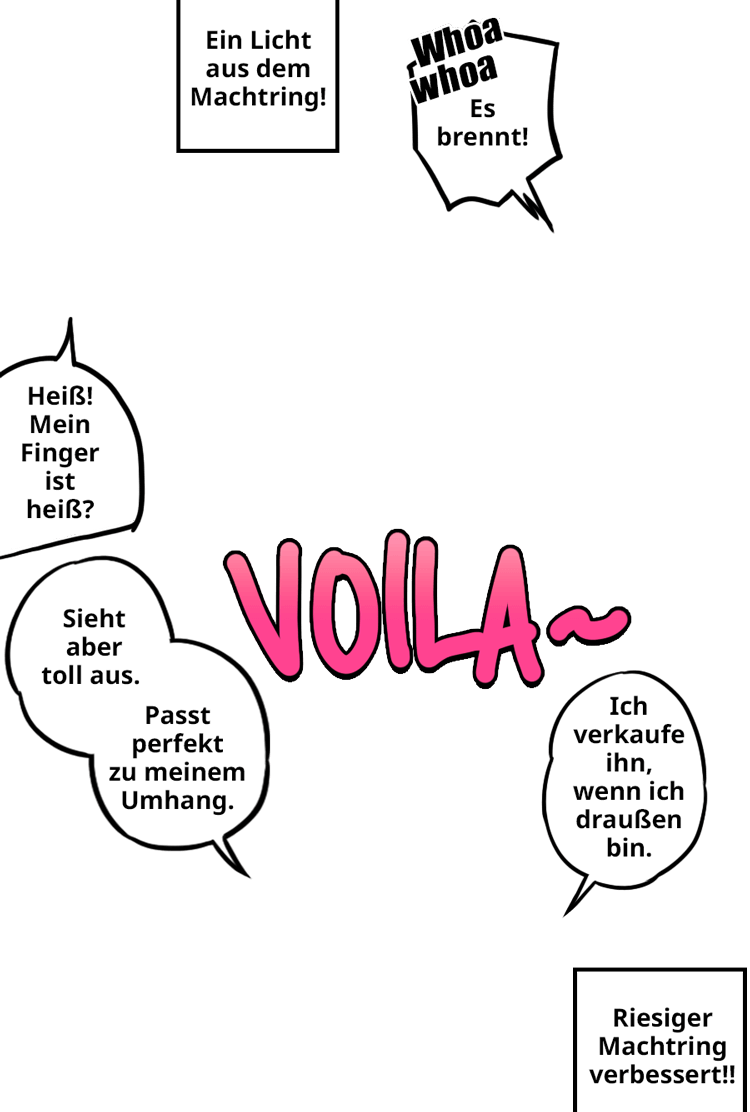 Ein Licht
aus dem
Machtring!
Whoa
whoa
Es
brennt!
Heiß!
Mein
Finger
ist
heiß?
VOILA~
Sieht
aber
toll aus.
Passt
perfekt
zu meinem
Umhang.
Ich
verkaufe
ihn,
wenn ich
draußen
bin.
Riesiger
Machtring
verbessert!!